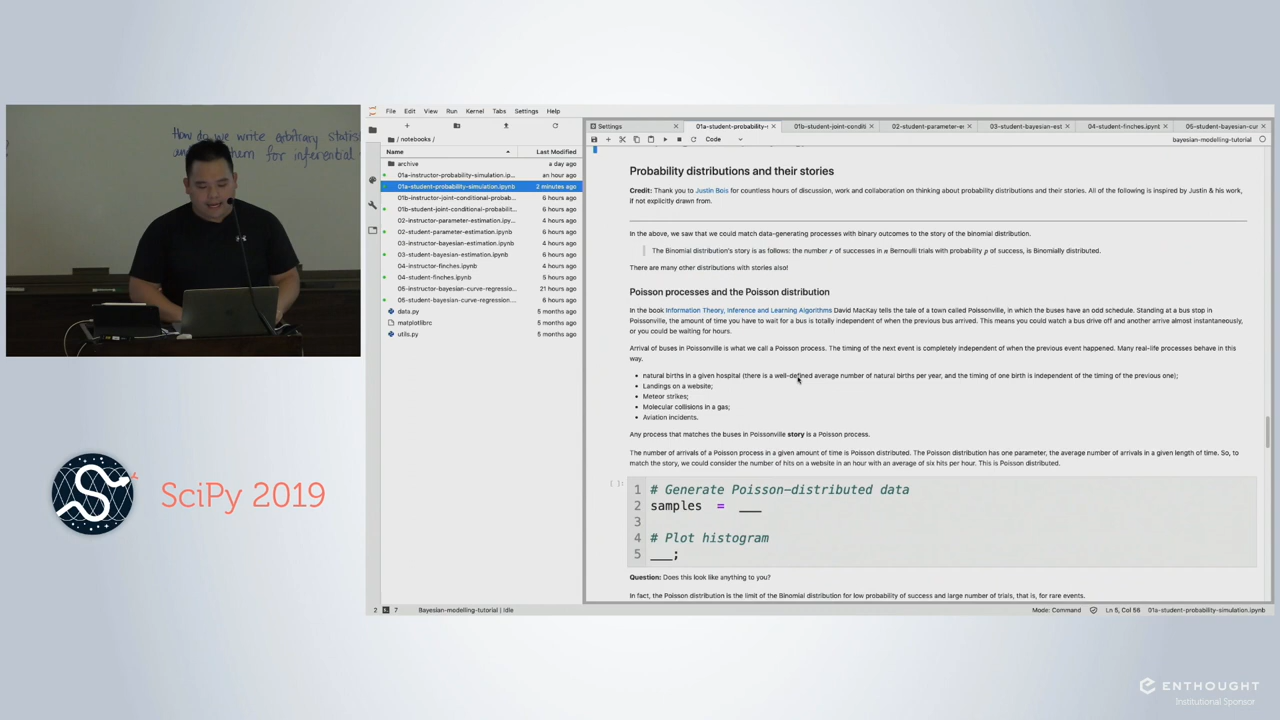 How do we write arbitrary statis
them for inferential
File Edit View Run Kernel Tabs Settings Help
/ notebooks /
Name Last Modified
archive a day ago
01a-instructor-probability-simulation.ip... an hour ago
01a-student-probability-simulation.ipynb 2 minutes ago
01b-instructor-joint-conditional-probab... 6 hours ago
01b-student-joint-conditional-probabilit... 6 hours ago
02-instructor-parameter-estimation.ipy... 4 hours ago
02-student-parameter-estimation.ipynb 6 hours ago
03-instructor-bayesian-estimation.ipynb 4 hours ago
03-student-bayesian-estimation.ipynb 6 hours ago
04-instructor-finches.ipynb 4 hours ago
04-student-finches.ipynb 5 hours ago
05-instructor-bayesian-curve-regressio... 21 hours ago
05-student-bayesian-curve-regression.... 6 hours ago
data.py 5 months ago
matplotlibrc 5 months ago
utils.py 5 months ago
Settings 01a-student-probability- 01b-student-joint-conditi 02-student-parameter-es 03-student-bayesian-est 04-student-finches.ipynb 05-student-bayesian-cur
Code bayesian-modelling-tutorial
Probability distributions and their stories
Credit: Thank you to Justin Bois for countless hours of discussion, work and collaboration on thinking about probability distributions and their stories. All of the following is inspired by Justin & his work,
if not explicitly drawn from.
In the above, we saw that we could match data-generating processes with binary outcomes to the story of the binomial distribution.
The Binomial distribution's story is as follows: the number r of successes in n Bernoulli trials with probability p of success, is Binomially distributed.
There are many other distributions with stories also!
Poisson processes and the Poisson distribution
In the book Information Theory, Inference and Learning Algorithms David MacKay tells the tale of a town called Poissonville, in which the buses have an odd schedule. Standing at a bus stop in
Poissonville, the amount of time you have to wait for a bus is totally independent of when the previous bus arrived. This means you could watch a bus drive off and another arrive almost instantaneously,
or you could be waiting for hours.
Arrival of buses in Poissonville is what we call a Poisson process. The timing of the next event is completely independent of when the previous event happened. Many real-life processes behave in this
way.
• natural births in a given hospital (there is a well-defined average number of natural births per year, and the timing of one birth is independent of the timing of the previous one);
• Landings on a website;
• Meteor strikes;
• Molecular collisions in a gas;
• Aviation incidents.
Any process that matches the buses in Poissonville story is a Poisson process.
The number of arrivals of a Poisson process in a given amount of time is Poisson distributed. The Poisson distribution has one parameter, the average number of arrivals in a given length of time. So, to
match the story, we could consider the number of hits on a website in an hour with an average of six hits per hour. This is Poisson distributed.
[ ]:
1 # Generate Poisson-distributed data
2 samples = ___
3
4 # Plot histogram
5 ___;
Question: Does this look like anything to you?
In fact, the Poisson distribution is the limit of the Binomial distribution for low probability of success and large number of trials, that is, for rare events.
2 7 Bayesian-modelling-tutorial | Idle Mode: Command Ln 5, Col 56 01a-student-probability-simulation.ipynb
SciPy 2019
ENTHOUGHT
Institutional Sponsor